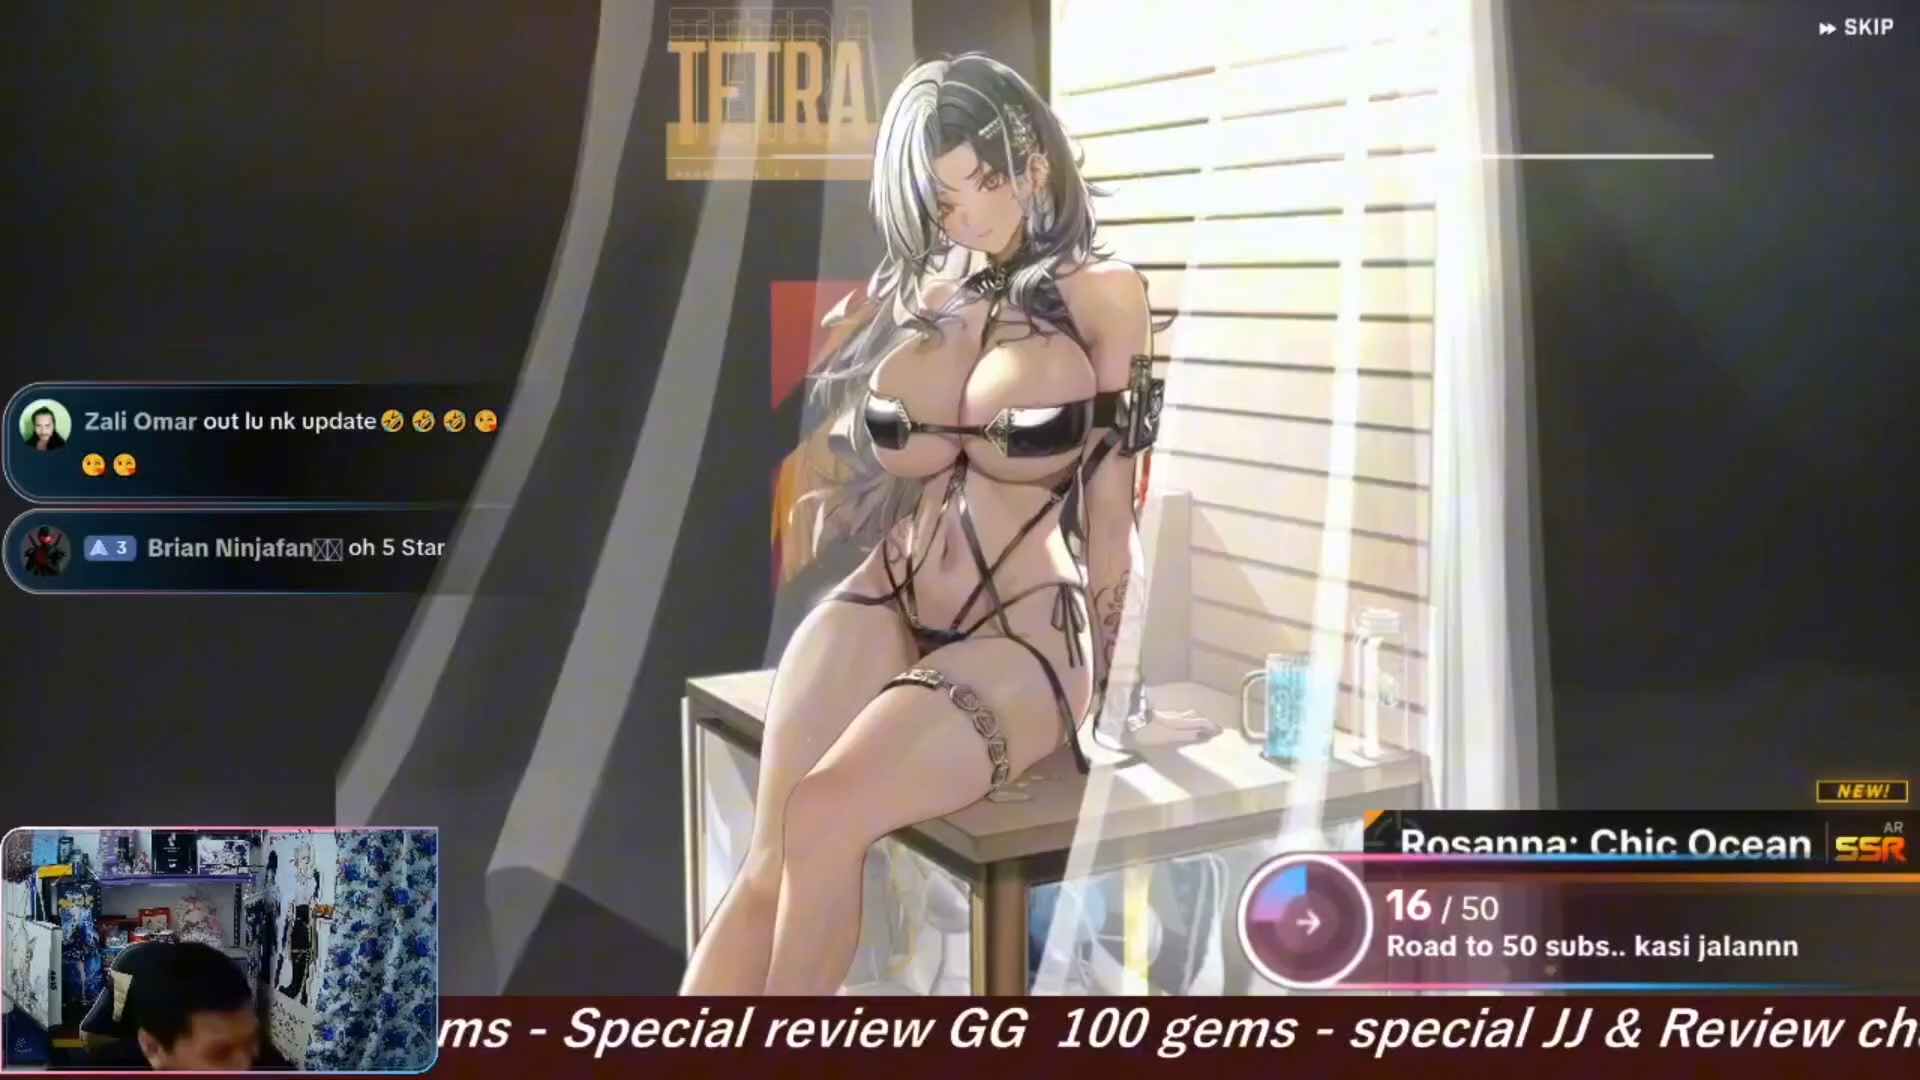 TETRA
SKIP
Zali Omar out lu nk update🤣🤣🤣😘
😘😘
3 Brian Ninjafan oh 5 Star
NEW!
Rosanna: Chic Ocean
AR
SSR
16 / 50
Road to 50 subs.. kasi jalannn
ms - Special review GG 100 gems - special JJ & Review ch